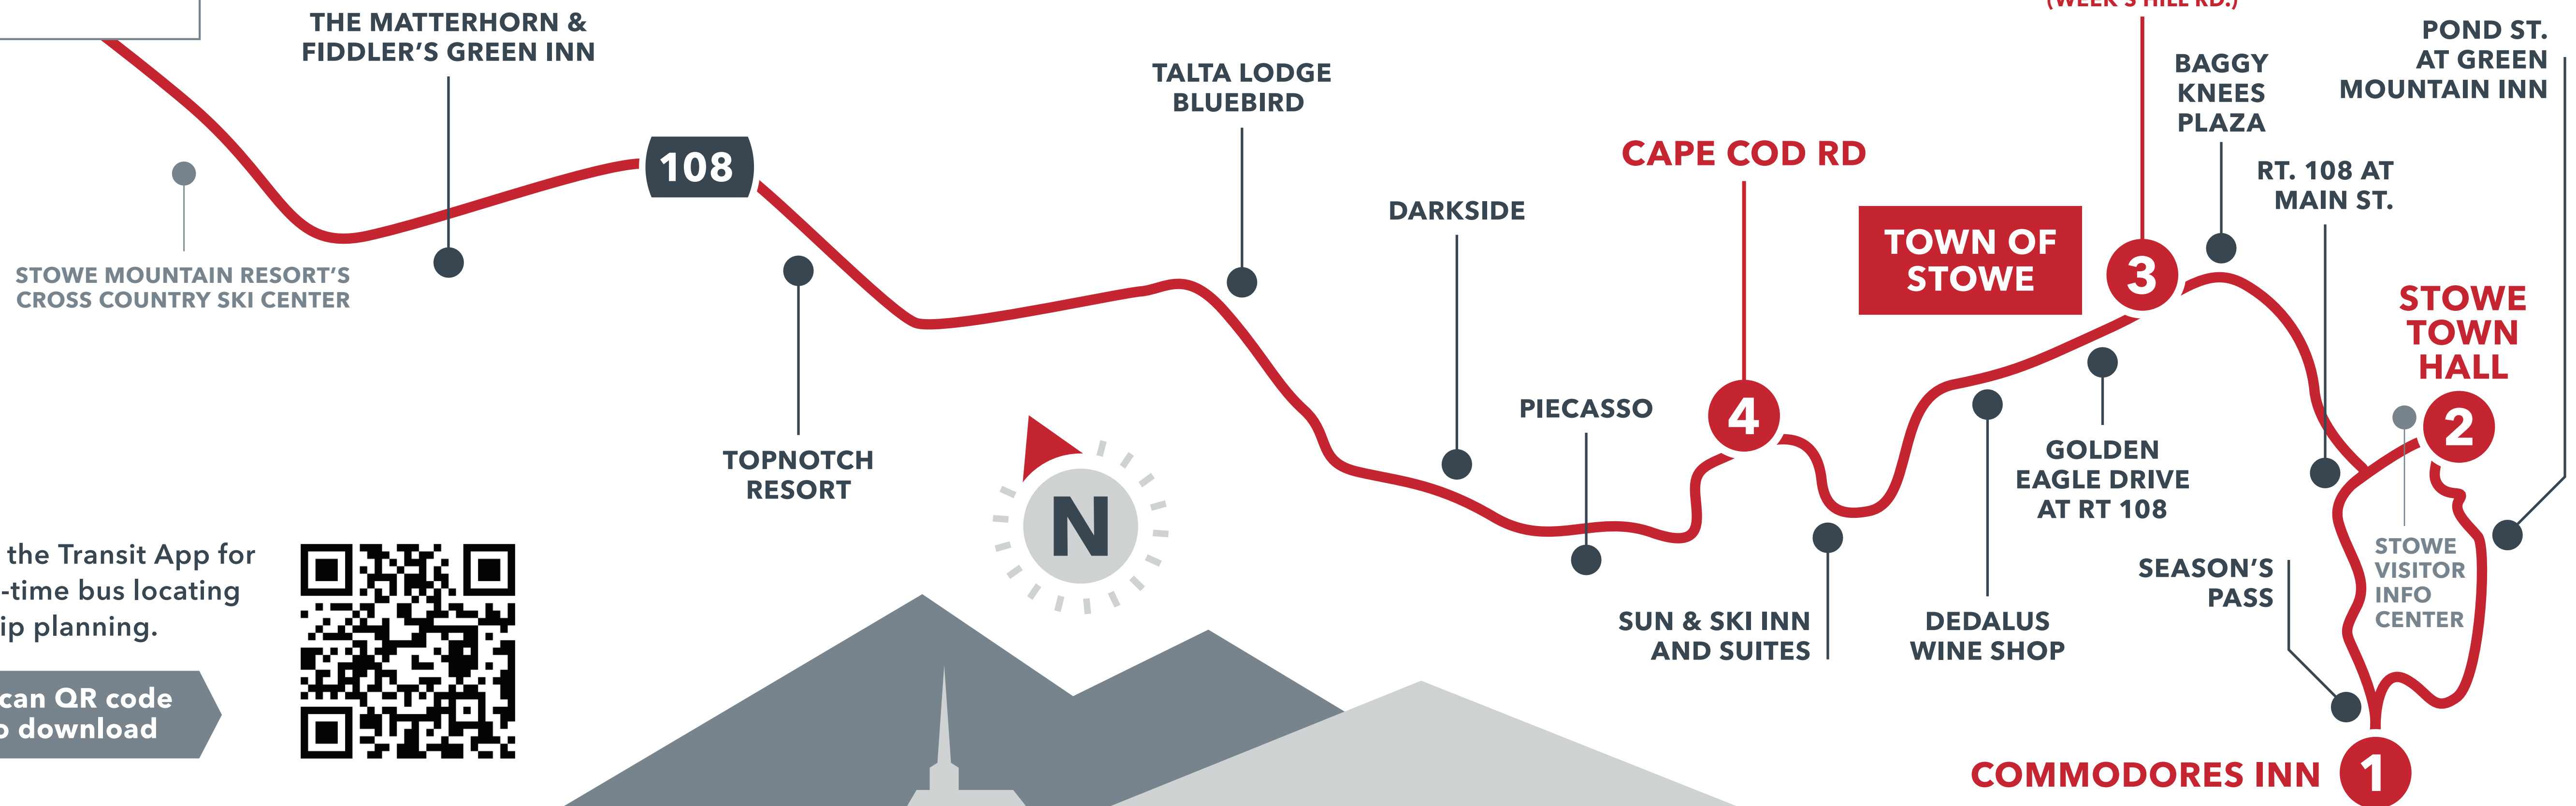 THE MATTERHORN &
FIDDLER'S GREEN INN
STOWE MOUNTAIN RESORT'S
CROSS COUNTRY SKI CENTER
108
TOPNOTCH
RESORT
TALTA LODGE
BLUEBIRD
DARKSIDE
PIECASSO
CAPE COD RD
4
SUN & SKI INN
AND SUITES
TOWN OF
STOWE
DEDALUS
WINE SHOP
GOLDEN
EAGLE DRIVE
AT RT 108
(WEEK'S HILL RD.)
3
BAGGY
KNEES
PLAZA
RT. 108 AT
MAIN ST.
POND ST.
AT GREEN
MOUNTAIN INN
STOWE
TOWN
HALL
2
STOWE
VISITOR
INFO
CENTER
SEASON'S
PASS
COMMODORES INN
1
N
the Transit App for
-time bus locating
ip planning.
can QR code
o download